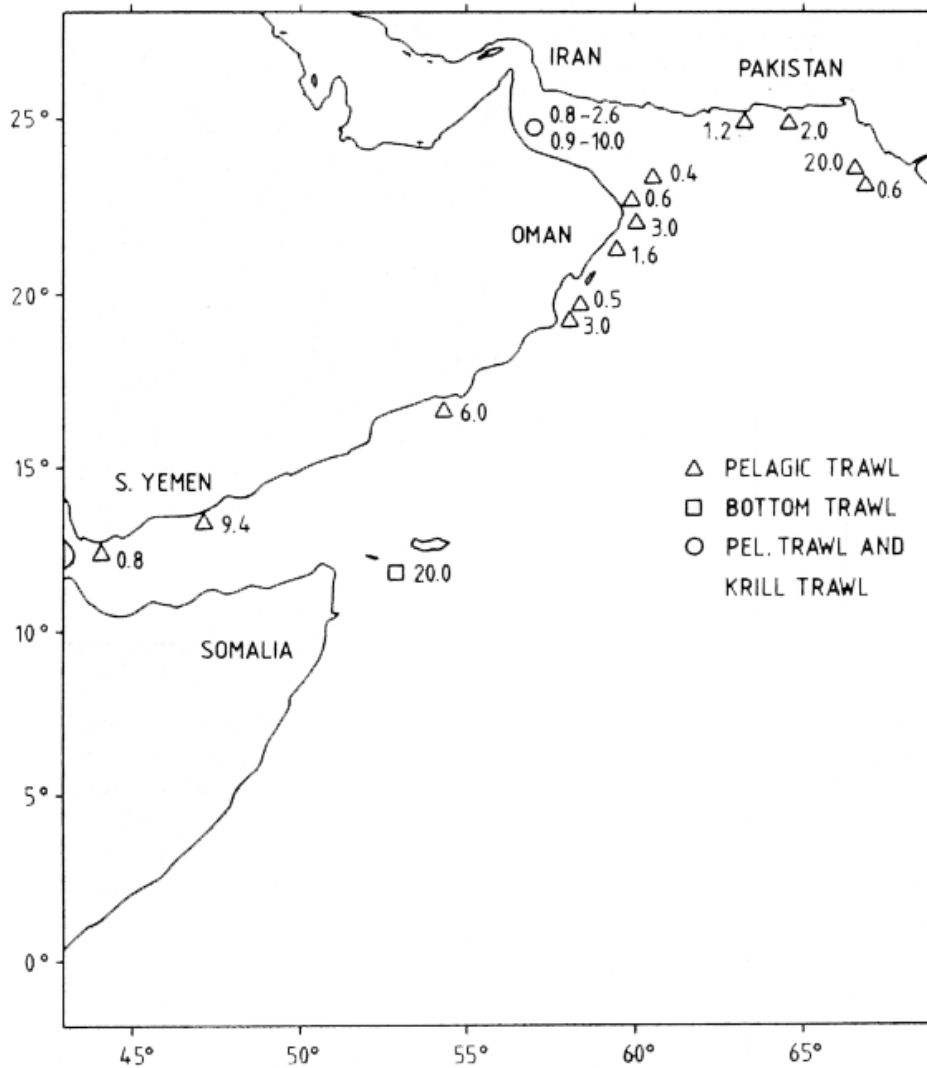 IRAN
PAKISTAN
25°
0.8-2.6
0.9-10.0
1.2
2.0
20.0
0.6
0.4
0.6
3.0
OMAN
1.6
20°
0.5
3.0
6.0
15°
S. YEMEN
9.4
0.8
20.0
PELAGIC TRAWL
BOTTOM TRAWL
PEL. TRAWL AND
KRILL TRAWL
10°
SOMALIA
5°
0°
45° 50° 55° 60° 65°